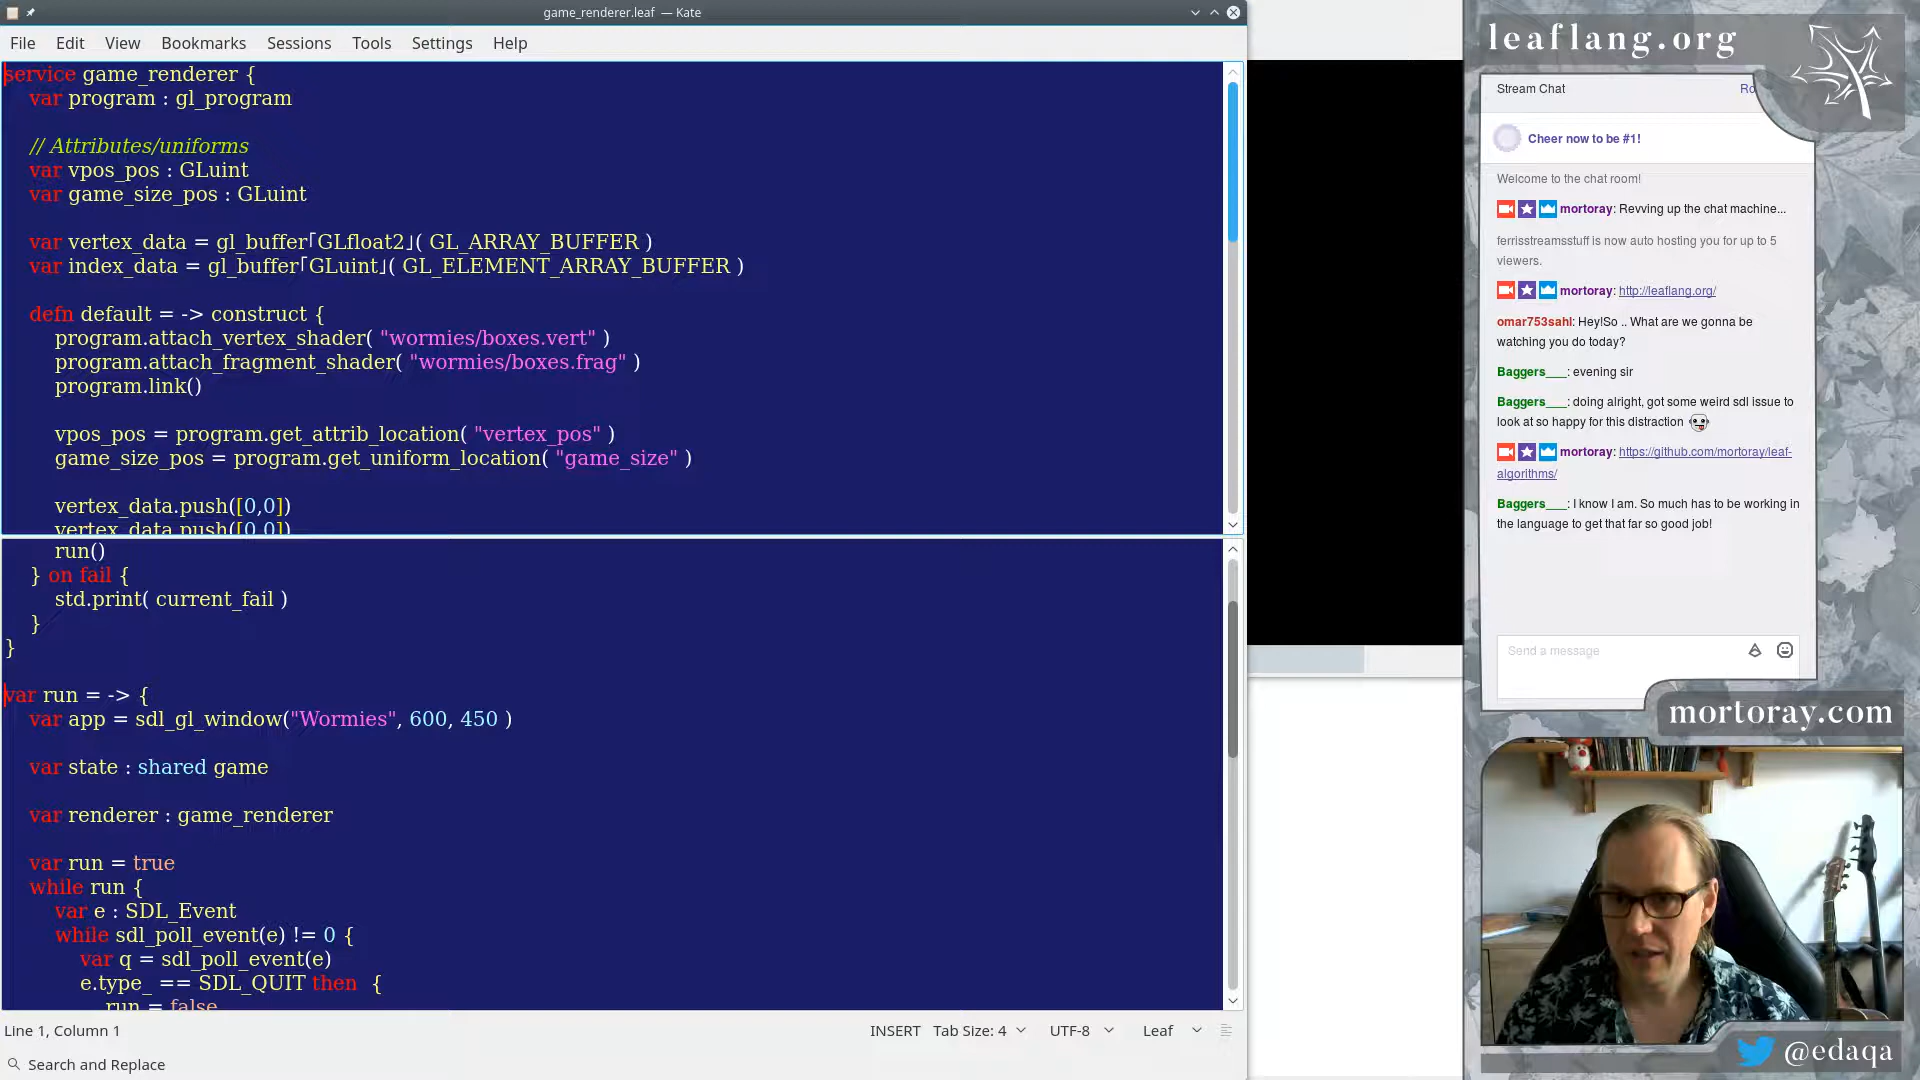 game_renderer.leaf — Kate
File Edit View Bookmarks Sessions Tools Settings Help
service game_renderer {
var program : gl_program
// Attributes/uniforms
var vpos_pos : GLuint
var game_size_pos : GLuint
var vertex_data = gl_buffer｢GLfloat2｣( GL_ARRAY_BUFFER )
var index_data = gl_buffer｢GLuint｣( GL_ELEMENT_ARRAY_BUFFER )
defn default = -> construct {
program.attach_vertex_shader( "wormies/boxes.vert" )
program.attach_fragment_shader( "wormies/boxes.frag" )
program.link()
vpos_pos = program.get_attrib_location( "vertex_pos" )
game_size_pos = program.get_uniform_location( "game_size" )
vertex_data.push([0,0])
vertex_data.push([0,0])
run()
} on fail {
std.print( current_fail )
}
}
var run = -> {
var app = sdl_gl_window("Wormies", 600, 450 )
var state : shared game
var renderer : game_renderer
var run = true
while run {
var e : SDL_Event
while sdl_poll_event(e) != 0 {
var q = sdl_poll_event(e)
e.type_ == SDL_QUIT then {
run = false
Line 1, Column 1 INSERT Tab Size: 4 UTF-8 Leaf
Search and Replace
leaflang.org
Stream Chat Ro
Cheer now to be #1!
Welcome to the chat room!
mortoray: Revving up the chat machine...
ferrisstreamsstuff is now auto hosting you for up to 5
viewers.
mortoray: http://leaflang.org/
omar753sahl: Hey!So .. What are we gonna be
watching you do today?
Baggers___: evening sir
Baggers___: doing alright, got some weird sdl issue to
look at so happy for this distraction
mortoray: https://github.com/mortoray/leaf-
algorithms/
Baggers___: I know I am. So much has to be working in
the language to get that far so good job!
Send a message
mortoray.com
@edaqa